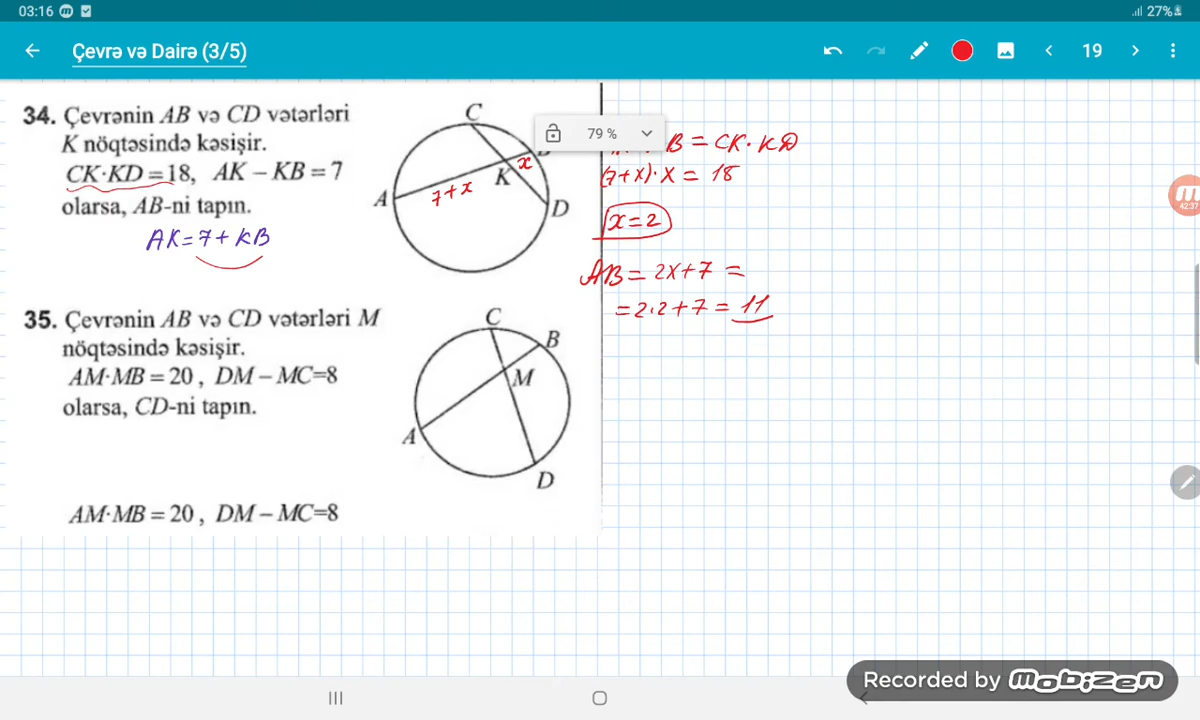 03:16 27%
Çevrə və Dairə (3/5) 19
34. Çevrənin AB və CD vətərləri
K nöqtəsində kəsişir.
CK·KD = 18, AK – KB = 7
olarsa, AB-ni tapın.
AK = 7 + KB
C
K
A
D
7+x
x
79 %
B = CK · KD
(7+x)·x = 18
x = 2
AB = 2x+7 =
= 2·2+7 = 11
35. Çevrənin AB və CD vətərləri M
nöqtəsində kəsişir.
AM·MB = 20 , DM – MC=8
olarsa, CD-ni tapın.
C
B
M
A
D
AM·MB = 20 , DM – MC=8
42:37
Recorded by mobizen